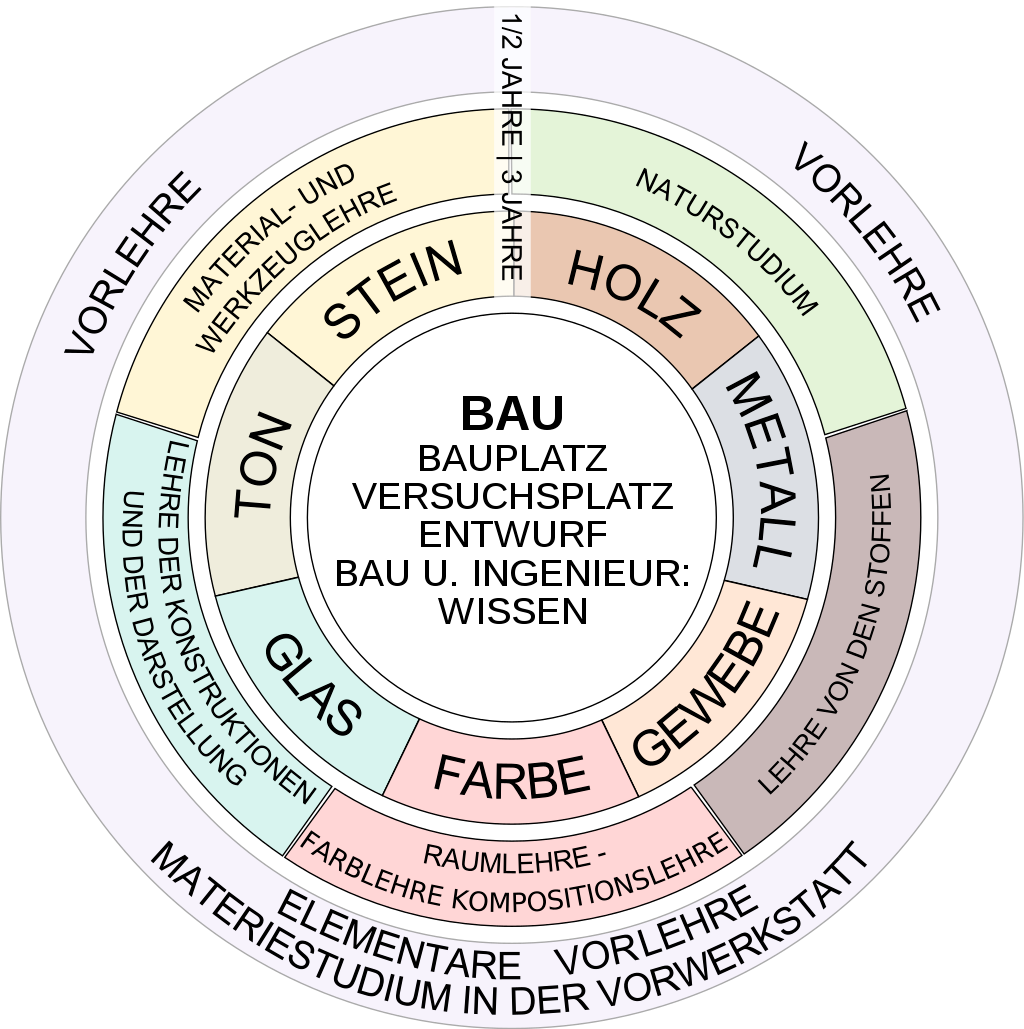 1/2 JAHRE | 3 JAHRE
VORLEHRE
VORLEHRE
MATERIAL- UND
WERKZEUGLEHRE
NATURSTUDIUM
STEIN
HOLZ
TON
METALL
BAU
BAUPLATZ
VERSUCHSPLATZ
ENTWURF
BAU U. INGENIEUR:
WISSEN
LEHRE DER KONSTRUKTIONEN
UND DER DARSTELLUNG
LEHRE VON DEN STOFFEN
GLAS
GEWEBE
FARBE
RAUMLEHRE -
FARBLEHRE KOMPOSITIONSLEHRE
ELEMENTARE VORLEHRE
MATERIESTUDIUM IN DER VORWERKSTATT